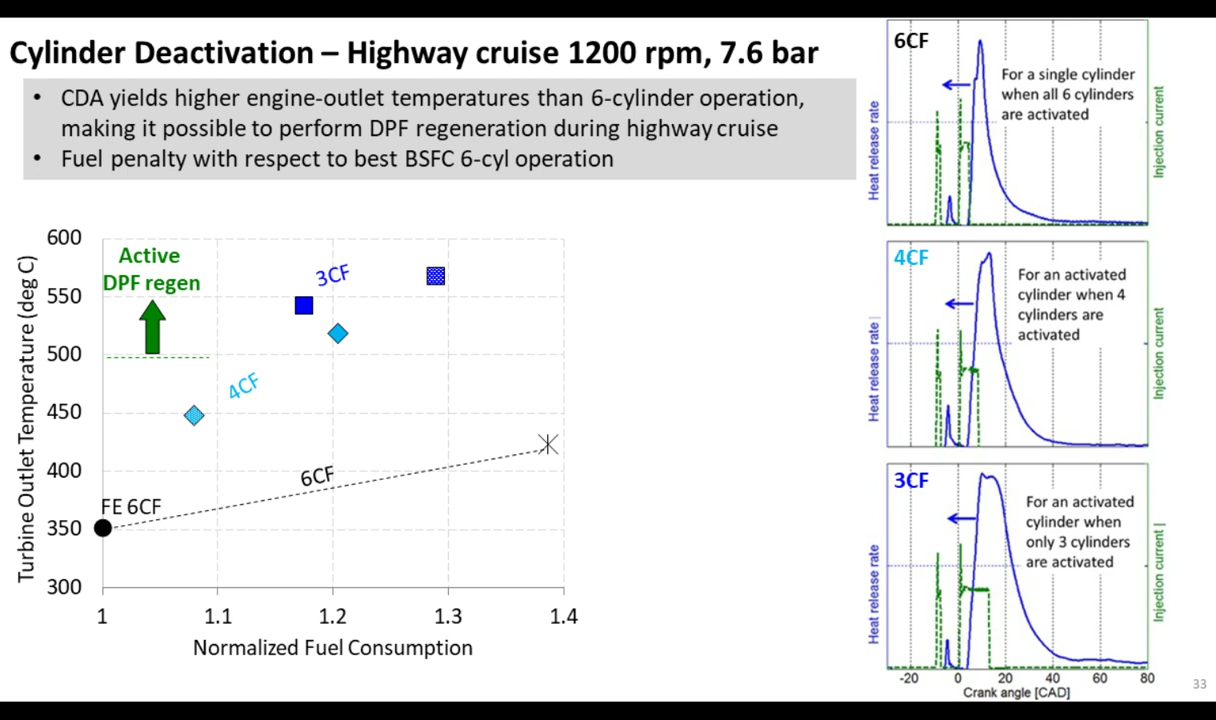 Cylinder Deactivation – Highway cruise 1200 rpm, 7.6 bar
• CDA yields higher engine-outlet temperatures than 6-cylinder operation,
making it possible to perform DPF regeneration during highway cruise
• Fuel penalty with respect to best BSFC 6-cyl operation
600
550
500
450
400
350
300
Turbine Outlet Temperature (deg C)
Active
DPF regen
3CF
4CF
6CF
FE 6CF
1
1.1
1.2
1.3
1.4
Normalized Fuel Consumption
6CF
For a single cylinder
when all 6 cylinders
are activated
Heat release rate
Injection current
4CF
For an activated
cylinder when 4
cylinders are
activated
Heat release rate
Injection current
3CF
For an activated
cylinder when
only 3 cylinders
are activated
Heat release rate
Injection current
-20
0
20
40
60
80
Crank angle [CAD]
33